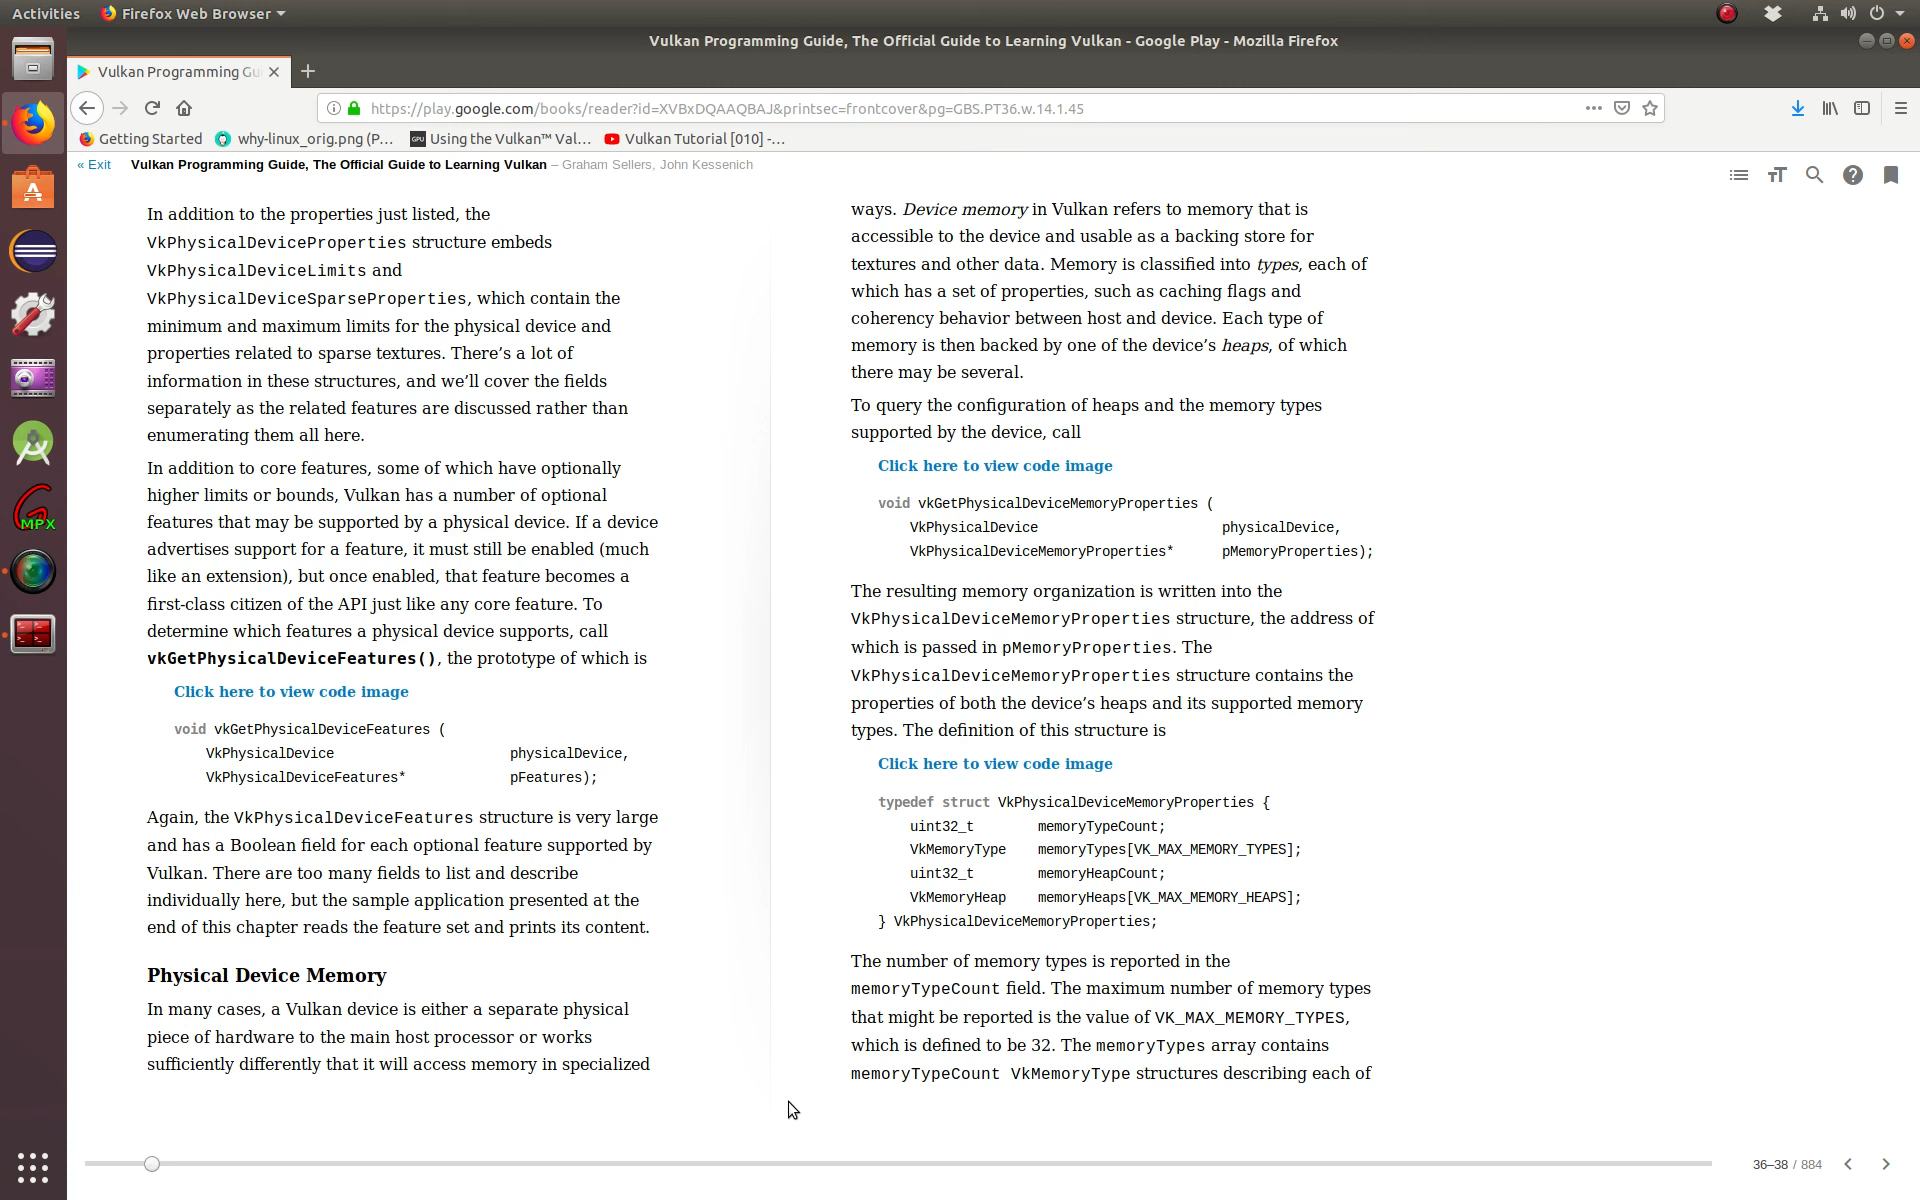 Activities
Firefox Web Browser
Vulkan Programming Guide, The Official Guide to Learning Vulkan - Google Play - Mozilla Firefox
Vulkan Programming Gu
https://play.google.com/books/reader?id=XVBxDQAAQBAJ&printsec=frontcover&pg=GBS.PT36.w.14.1.45
Getting Started
why-linux_orig.png (P...
Using the Vulkan™ Val...
Vulkan Tutorial [010] -...
« Exit
Vulkan Programming Guide, The Official Guide to Learning Vulkan – Graham Sellers, John Kessenich
In addition to the properties just listed, the
VkPhysicalDeviceProperties structure embeds
VkPhysicalDeviceLimits and
VkPhysicalDeviceSparseProperties, which contain the
minimum and maximum limits for the physical device and
properties related to sparse textures. There’s a lot of
information in these structures, and we’ll cover the fields
separately as the related features are discussed rather than
enumerating them all here.
In addition to core features, some of which have optionally
higher limits or bounds, Vulkan has a number of optional
features that may be supported by a physical device. If a device
advertises support for a feature, it must still be enabled (much
like an extension), but once enabled, that feature becomes a
first-class citizen of the API just like any core feature. To
determine which features a physical device supports, call
vkGetPhysicalDeviceFeatures(), the prototype of which is
Click here to view code image
void vkGetPhysicalDeviceFeatures (
VkPhysicalDevice physicalDevice,
VkPhysicalDeviceFeatures* pFeatures);
Again, the VkPhysicalDeviceFeatures structure is very large
and has a Boolean field for each optional feature supported by
Vulkan. There are too many fields to list and describe
individually here, but the sample application presented at the
end of this chapter reads the feature set and prints its content.
Physical Device Memory
In many cases, a Vulkan device is either a separate physical
piece of hardware to the main host processor or works
sufficiently differently that it will access memory in specialized
ways. Device memory in Vulkan refers to memory that is
accessible to the device and usable as a backing store for
textures and other data. Memory is classified into types, each of
which has a set of properties, such as caching flags and
coherency behavior between host and device. Each type of
memory is then backed by one of the device’s heaps, of which
there may be several.
To query the configuration of heaps and the memory types
supported by the device, call
Click here to view code image
void vkGetPhysicalDeviceMemoryProperties (
VkPhysicalDevice physicalDevice,
VkPhysicalDeviceMemoryProperties* pMemoryProperties);
The resulting memory organization is written into the
VkPhysicalDeviceMemoryProperties structure, the address of
which is passed in pMemoryProperties. The
VkPhysicalDeviceMemoryProperties structure contains the
properties of both the device’s heaps and its supported memory
types. The definition of this structure is
Click here to view code image
typedef struct VkPhysicalDeviceMemoryProperties {
uint32_t memoryTypeCount;
VkMemoryType memoryTypes[VK_MAX_MEMORY_TYPES];
uint32_t memoryHeapCount;
VkMemoryHeap memoryHeaps[VK_MAX_MEMORY_HEAPS];
} VkPhysicalDeviceMemoryProperties;
The number of memory types is reported in the
memoryTypeCount field. The maximum number of memory types
that might be reported is the value of VK_MAX_MEMORY_TYPES,
which is defined to be 32. The memoryTypes array contains
memoryTypeCount VkMemoryType structures describing each of
MPX
36–38 / 884